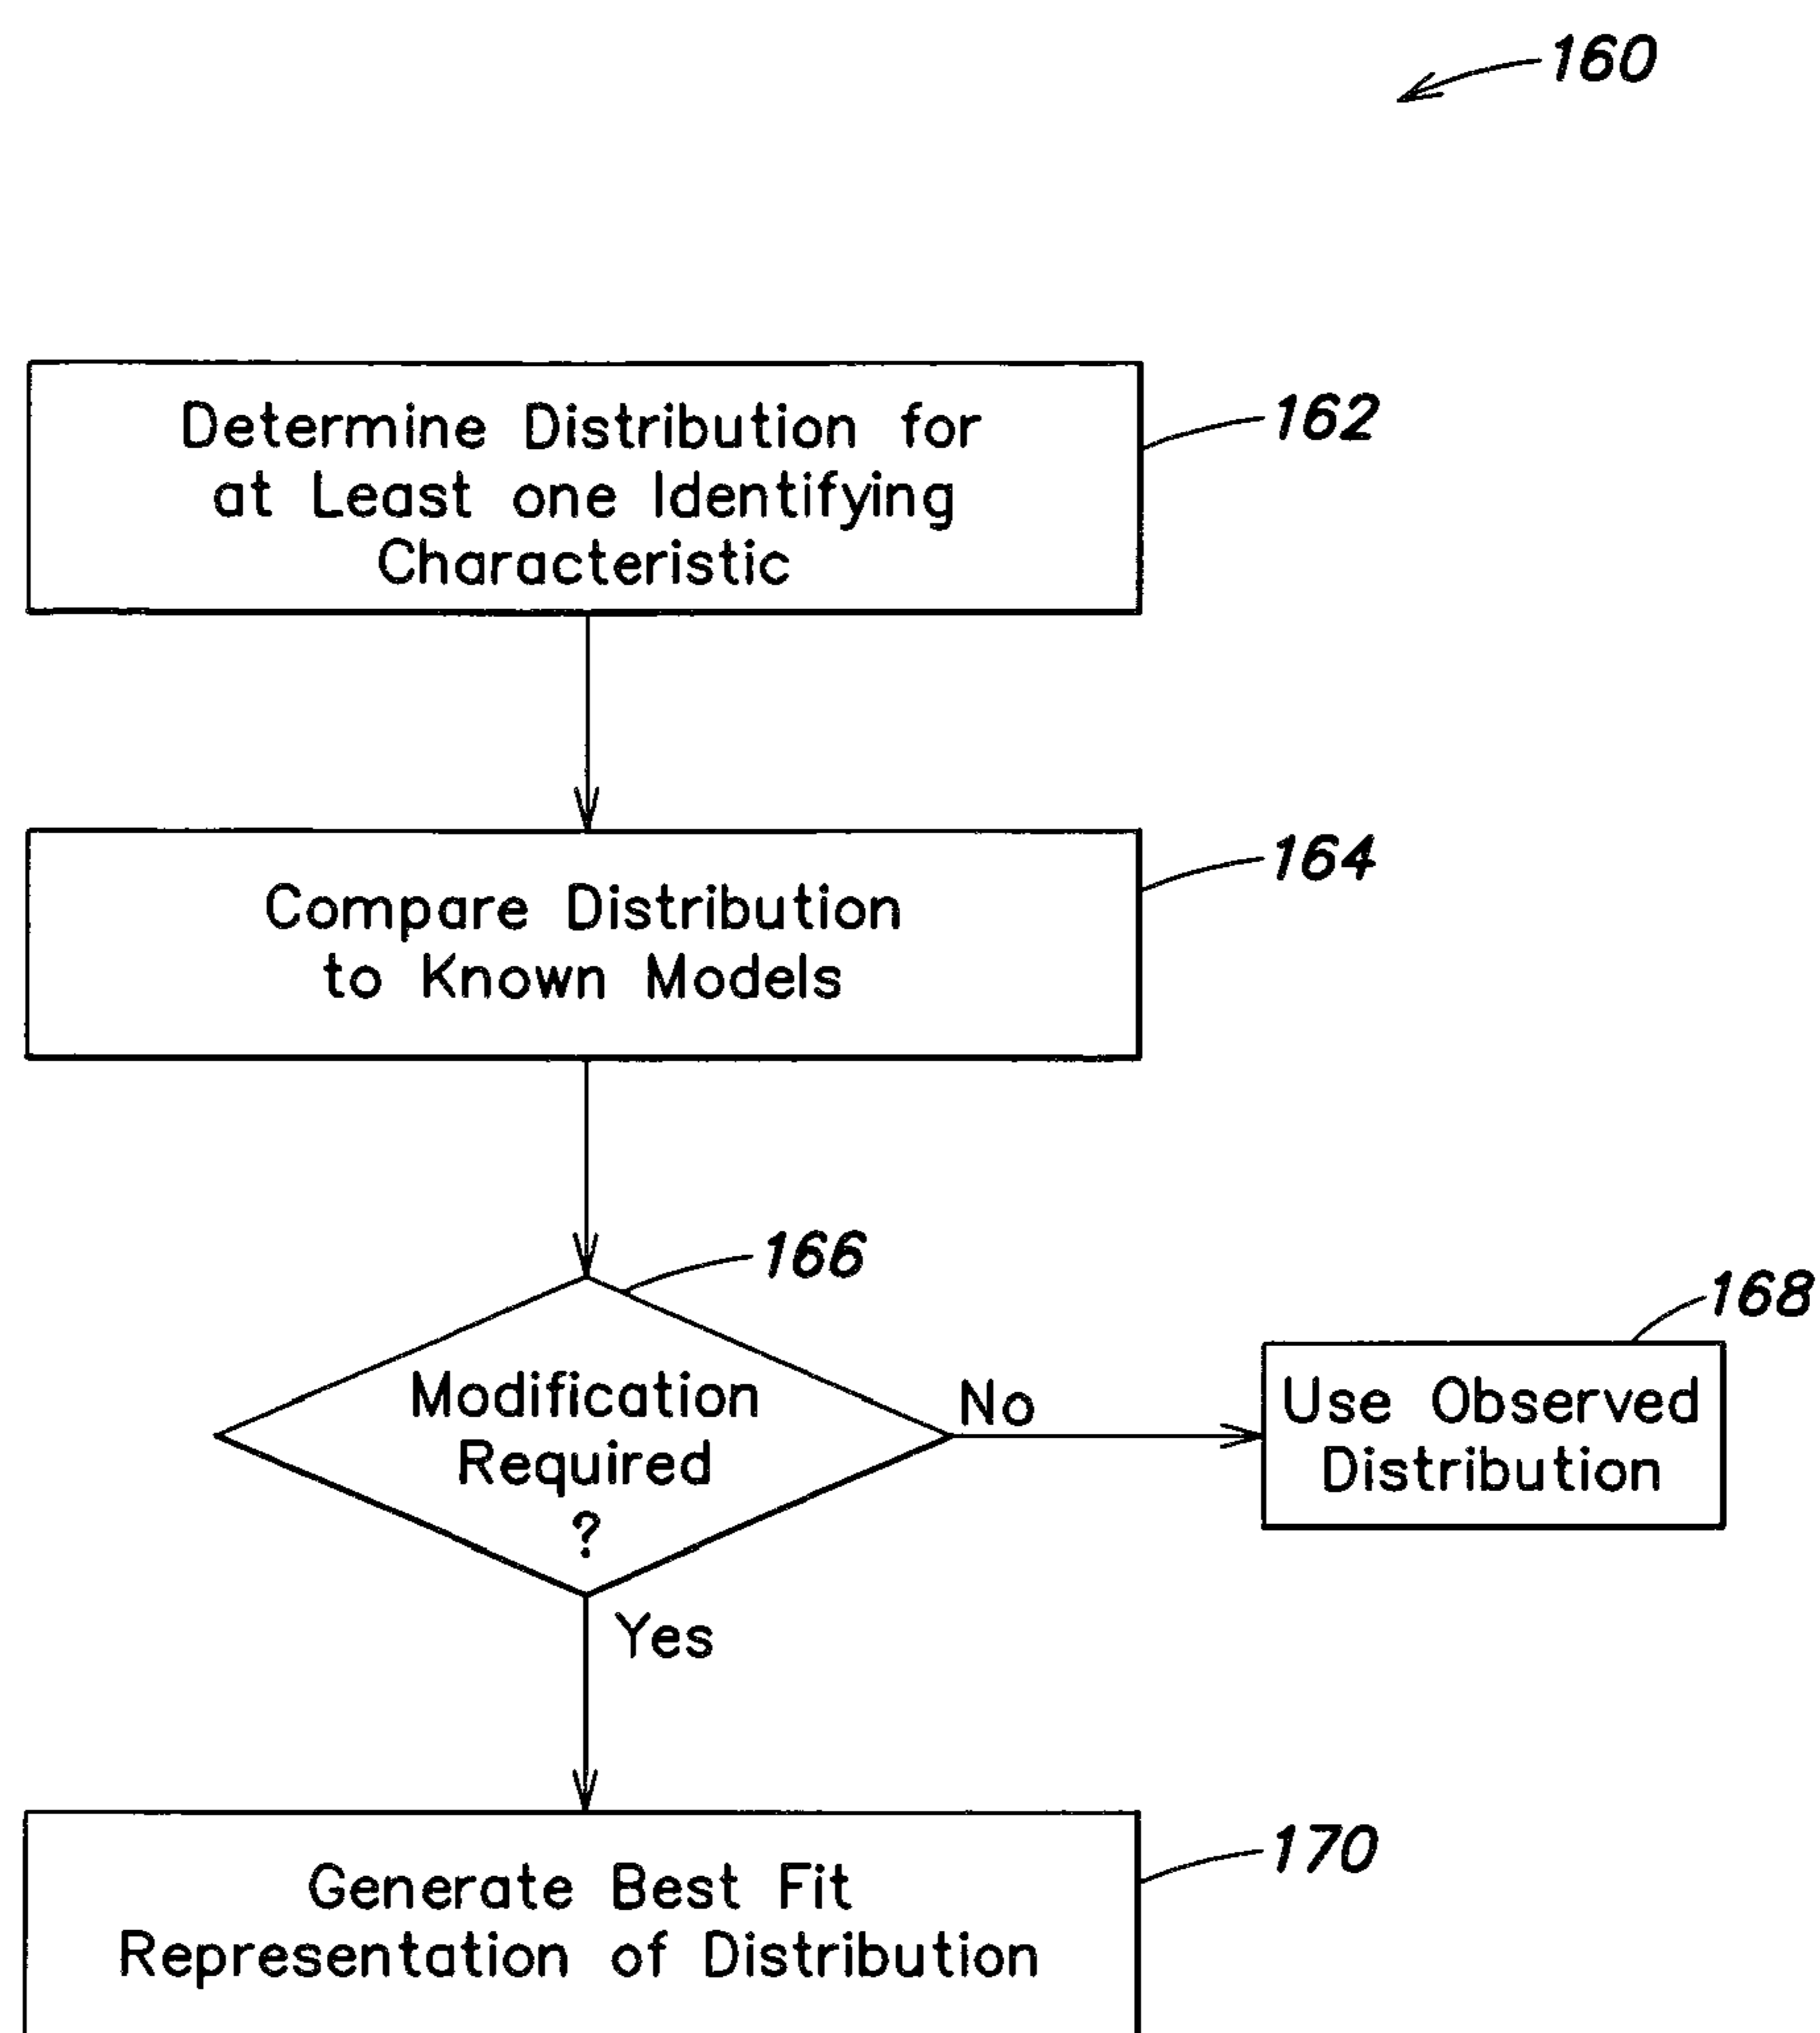 160
Determine Distribution for
at Least one Identifying
Characteristic
162
Compare Distribution
to Known Models
164
166
Modification
Required
?
No
168
Use Observed
Distribution
Yes
Generate Best Fit
Representation of Distribution
170